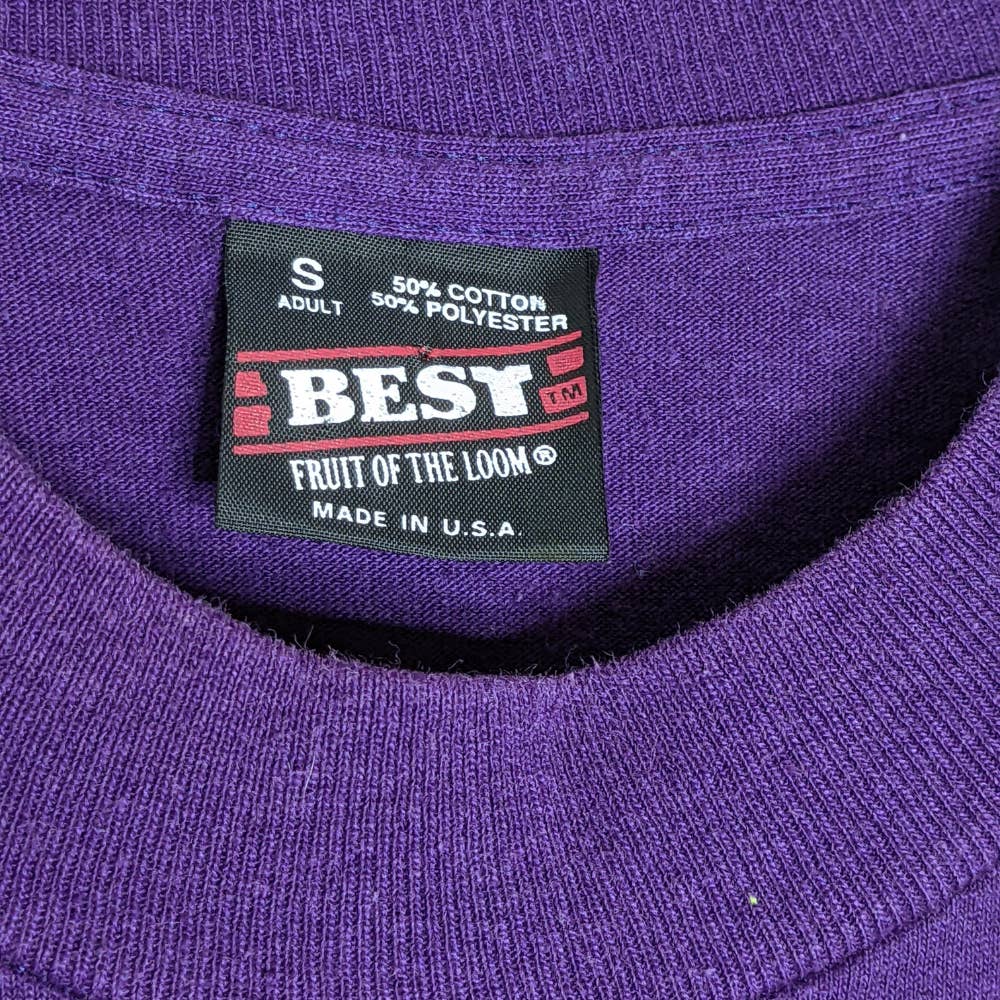 S
ADULT
50% COTTON
50% POLYESTER
BEST
TM
FRUIT OF THE LOOM®
MADE IN U.S.A.